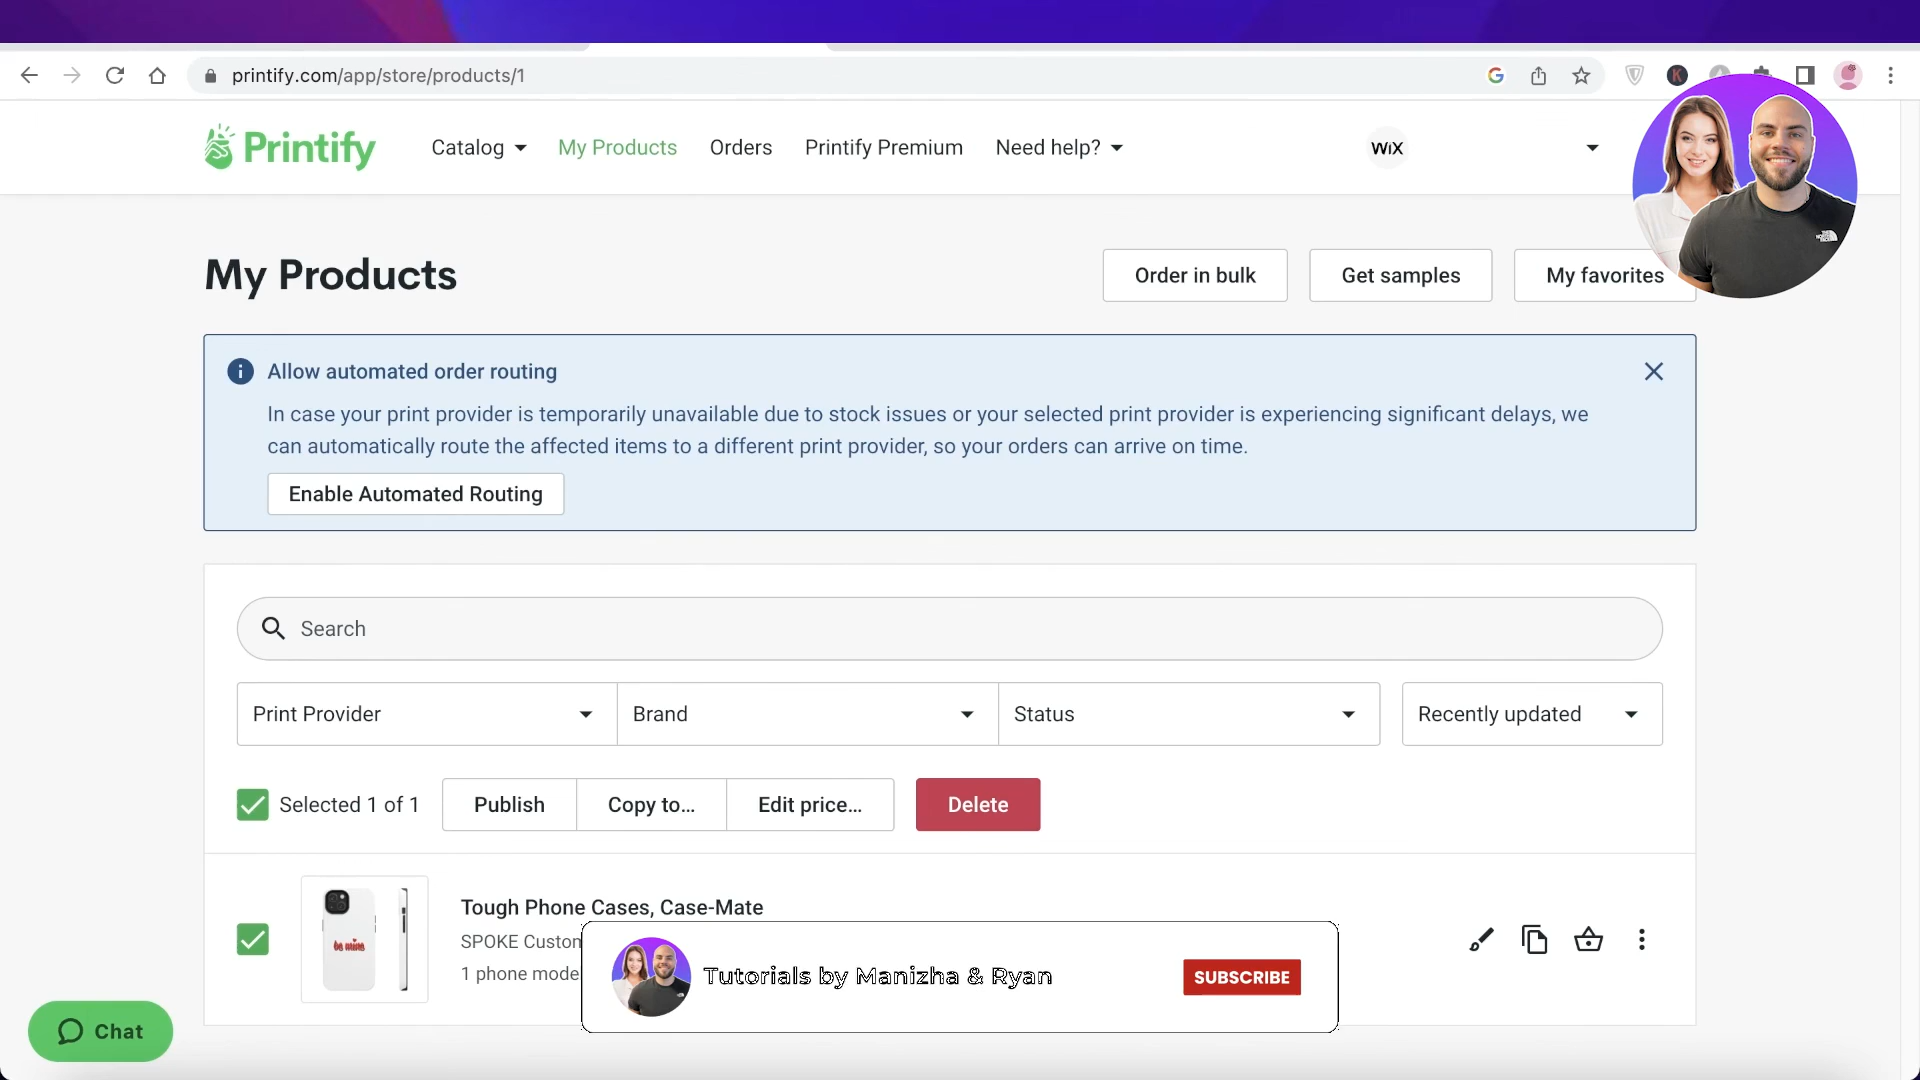 printify.com/app/store/products/1
Printify
Catalog
My Products
Orders
Printify Premium
Need help?
WiX
My Products
Order in bulk
Get samples
My favorites
Allow automated order routing
In case your print provider is temporarily unavailable due to stock issues or your selected print provider is experiencing significant delays, we
can automatically route the affected items to a different print provider, so your orders can arrive on time.
Enable Automated Routing
Search
Print Provider
Brand
Status
Recently updated
Selected 1 of 1
Publish
Copy to...
Edit price...
Delete
be mine
Tough Phone Cases, Case-Mate
SPOKE Custom
1 phone mode
Tutorials by Manizha & Ryan
SUBSCRIBE
Chat